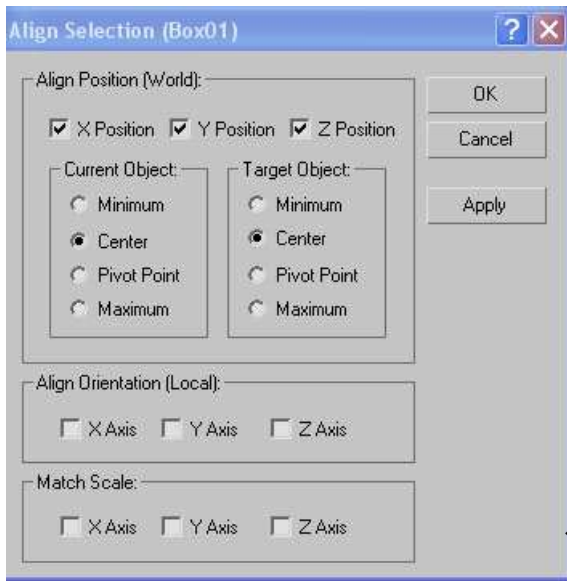 Align Selection (Box01)
Align Position (World):
X Position Y Position Z Position
Current Object:
Minimum
Center
Pivot Point
Maximum
Target Object:
Minimum
Center
Pivot Point
Maximum
Align Orientation (Local):
X Axis Y Axis Z Axis
Match Scale:
X Axis Y Axis Z Axis
OK
Cancel
Apply